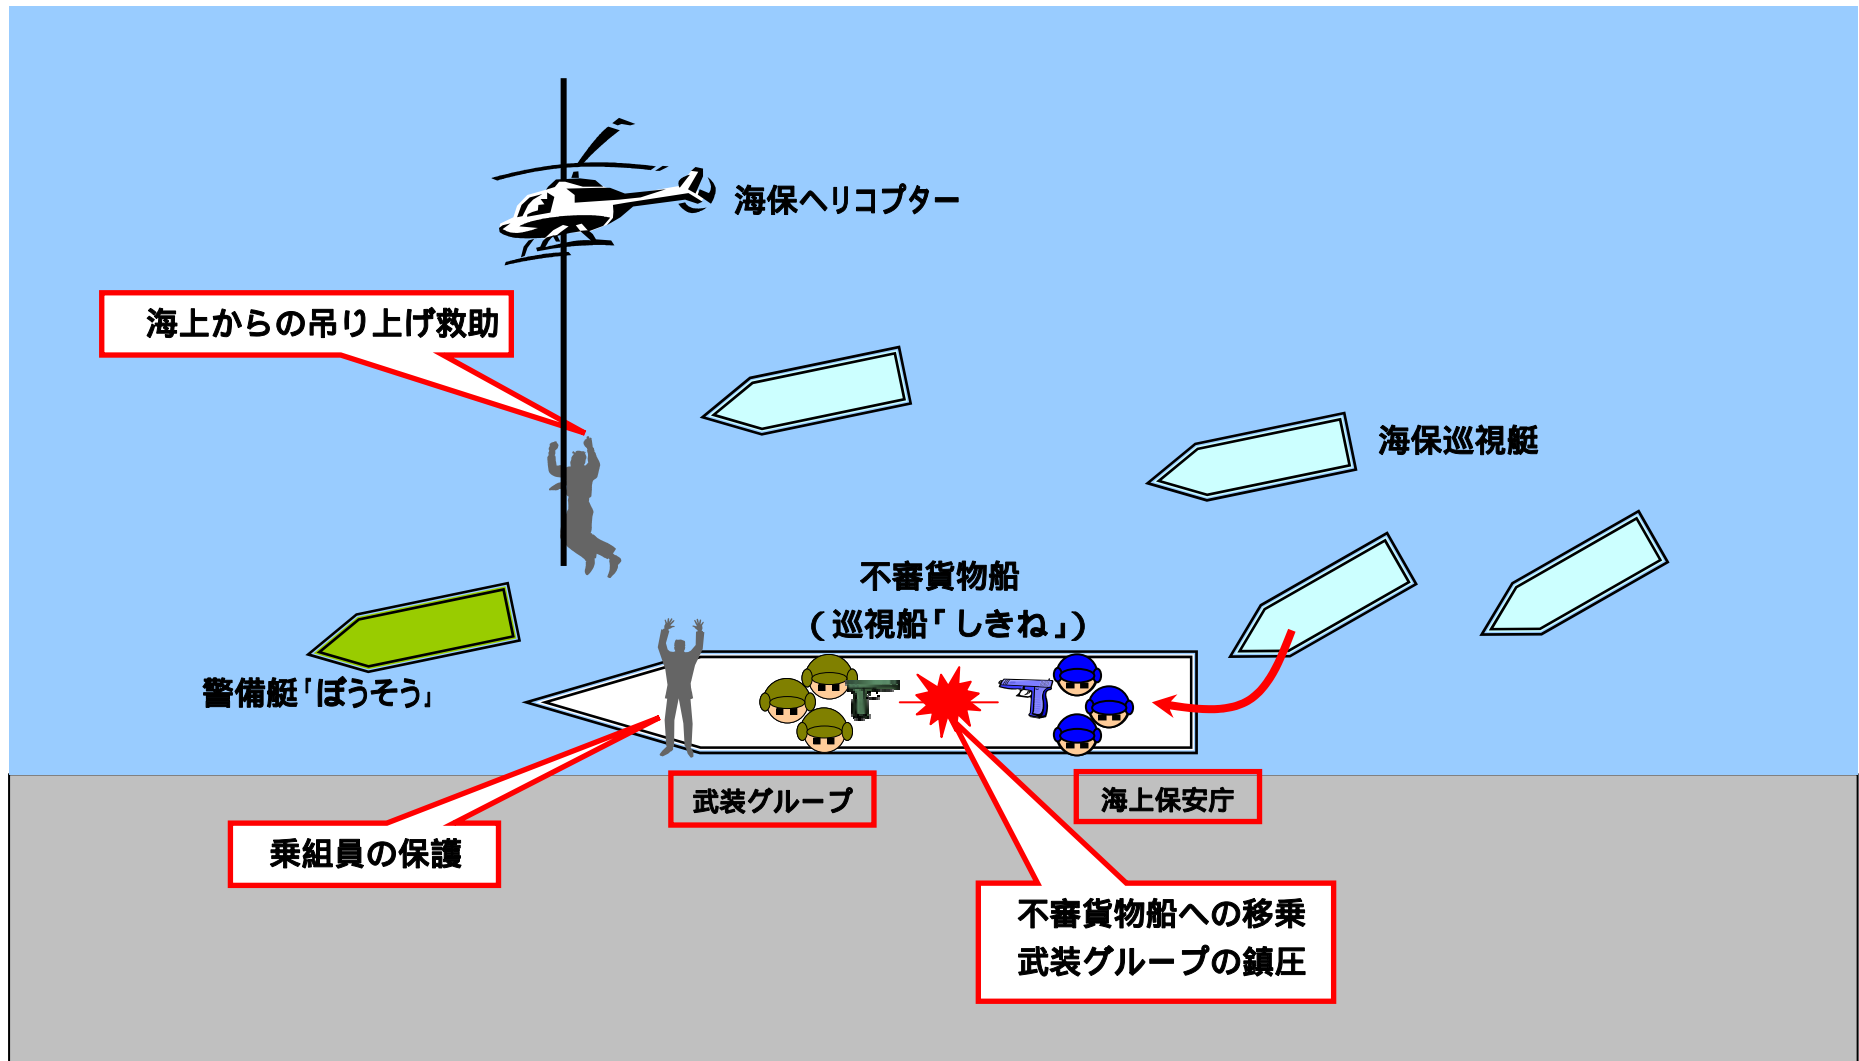 海保ヘリコプター
海上からの吊り上げ救助
海保巡視艇
不審貨物船
（巡視船「しきね」）
警備艇「ぼうそう」
武装グループ
海上保安庁
乗組員の保護
不審貨物船への移乗
武装グループの鎮圧